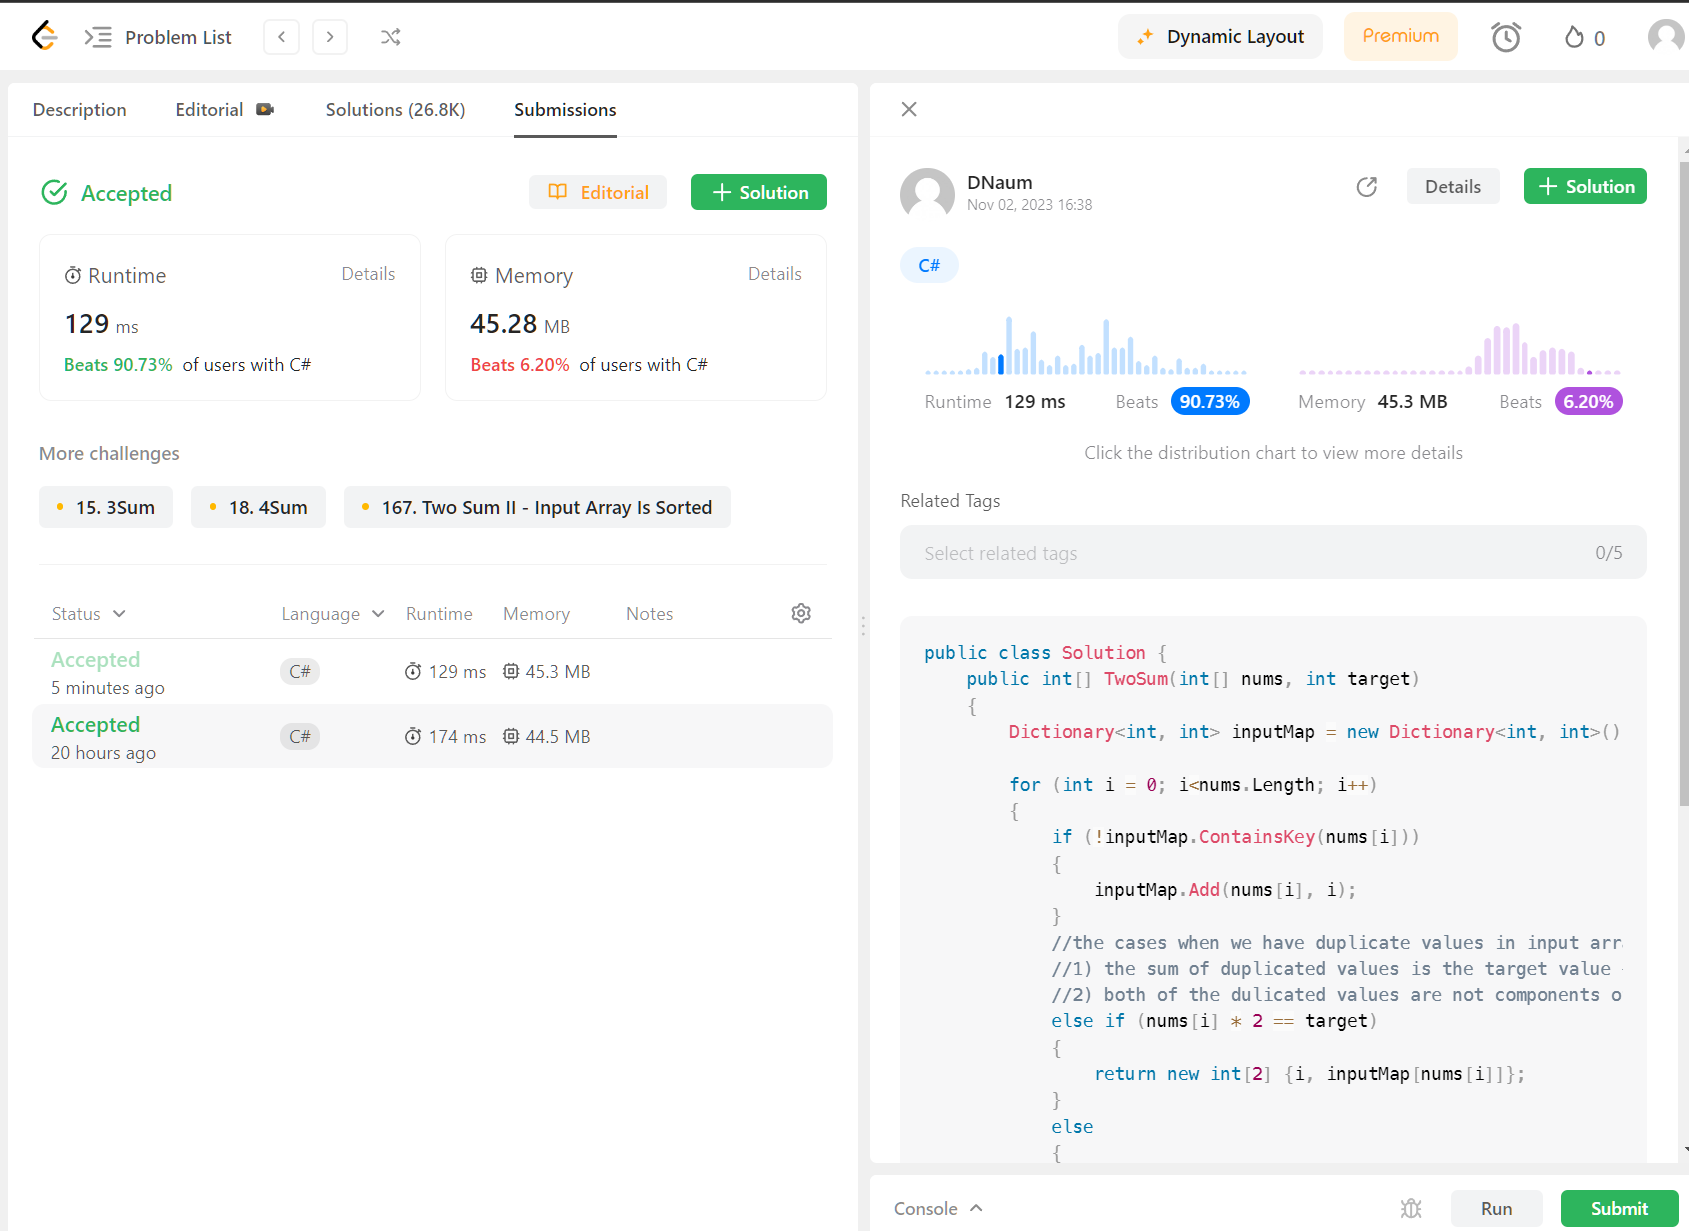 Problem List
Dynamic Layout
Premium
0
Description
Editorial
Solutions (26.8K)
Submissions
Accepted
Editorial
Solution
Runtime
Details
129 ms
Beats 90.73% of users with C#
Memory
Details
45.28 MB
Beats 6.20% of users with C#
More challenges
15. 3Sum
18. 4Sum
167. Two Sum II - Input Array Is Sorted
Status Language Runtime Memory Notes
Accepted
5 minutes ago
C#
129 ms
45.3 MB
Accepted
20 hours ago
C#
174 ms
44.5 MB
DNaum
Nov 02, 2023 16:38
Details
Solution
C#
Runtime 129 ms Beats 90.73%
Memory 45.3 MB Beats 6.20%
Click the distribution chart to view more details
Related Tags
Select related tags
0/5
public class Solution {
public int[] TwoSum(int[] nums, int target)
{
Dictionary<int, int> inputMap = new Dictionary<int, int>()
for (int i = 0; i<nums.Length; i++)
{
if (!inputMap.ContainsKey(nums[i]))
{
inputMap.Add(nums[i], i);
}
//the cases when we have duplicate values in input
//1) the sum of duplicated values is the target value
//2) both of the dulicated values are not components
else if (nums[i] * 2 == target)
{
return new int[2] {i, inputMap[nums[i]]};
}
else
{
Console
Run
Submit